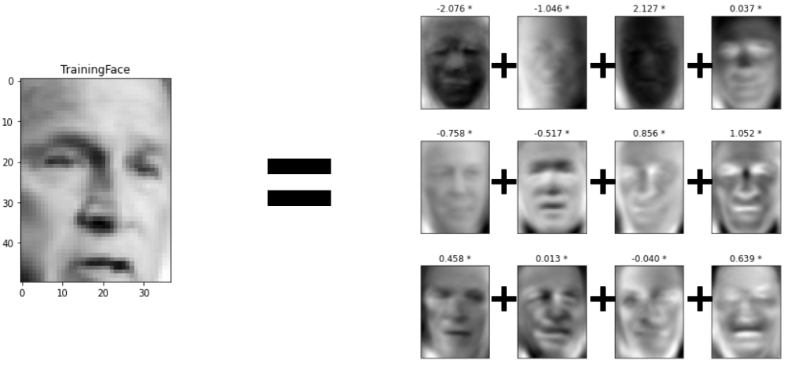 -2.076 * -1.046 * 2.127 * 0.037 *
+ + +
TrainingFace
0
10
20
30
40
0 10 20 30
=
-0.758 * -0.517 * 0.856 * 1.052 *
+ + +
0.458 * 0.013 * -0.040 * 0.639 *
+ + +